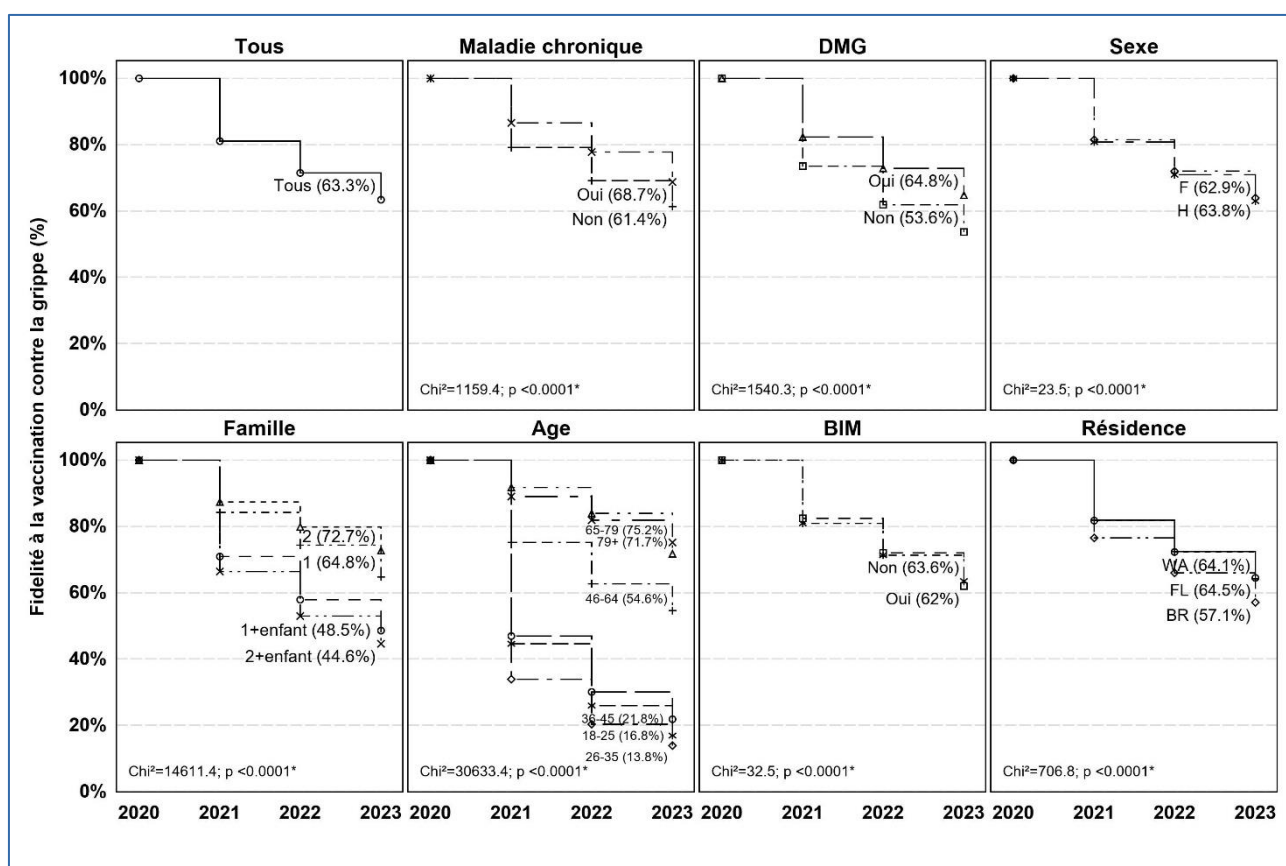 Tous
Maladie chronique
DMG
Sexe
Fidelité à la vaccination contre la grippe (%)
100%
80%
60%
40%
20%
0%
Tous (63.3%)
Oui (68.7%)
Non (61.4%)
Chi²=1159.4; p <0.0001*
Oui (64.8%)
Non (53.6%)
Chi²=1540.3; p <0.0001*
F (62.9%)
H (63.8%)
Chi²=23.5; p <0.0001*
Famille
Age
BIM
Résidence
100%
80%
60%
40%
20%
0%
2 (72.7%)
1 (64.8%)
1+enfant (48.5%)
2+enfant (44.6%)
Chi²=14611.4; p <0.0001*
65-79 (75.2%)
79+ (71.7%)
46-64 (54.6%)
36-45 (21.8%)
18-25 (16.8%)
26-35 (13.8%)
Chi²=30633.4; p <0.0001*
Non (63.6%)
Oui (62%)
Chi²=32.5; p <0.0001*
WA (64.1%)
FL (64.5%)
BR (57.1%)
Chi²=706.8; p <0.0001*
2020 2021 2022 2023
2020 2021 2022 2023
2020 2021 2022 2023
2020 2021 2022 2023